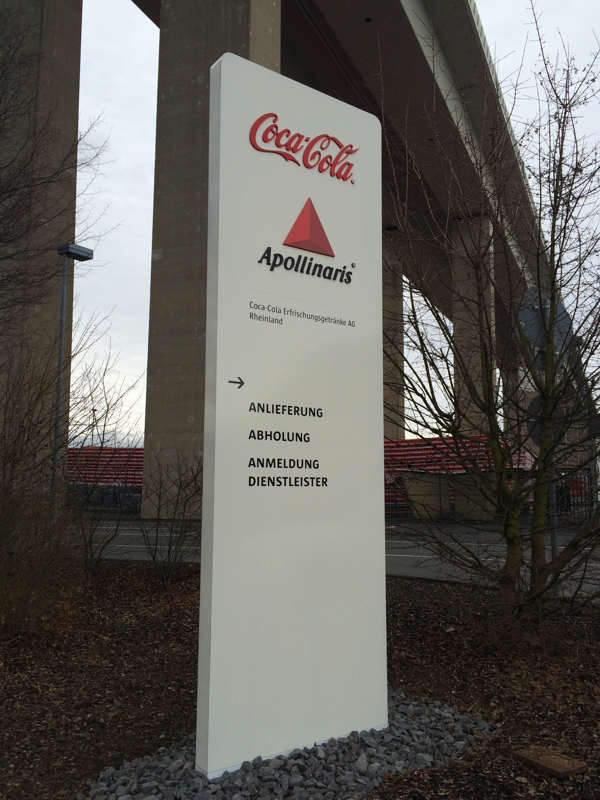 Coca-Cola
Apollinaris
Coca-Cola Erfrischungsgetränke AG
Rheinland
→
ANLIEFERUNG
ABHOLUNG
ANMELDUNG
DIENSTLEISTER